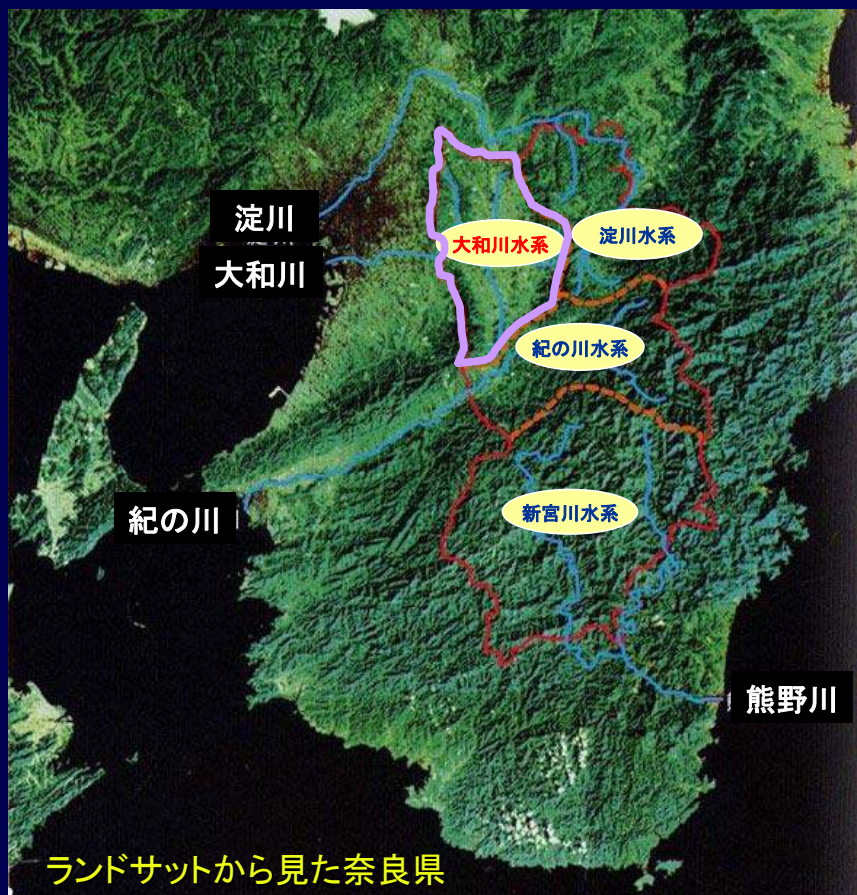 淀川
大和川
大和川水系
淀川水系
紀の川水系
紀の川
新宮川水系
熊野川
ランドサットから見た奈良県